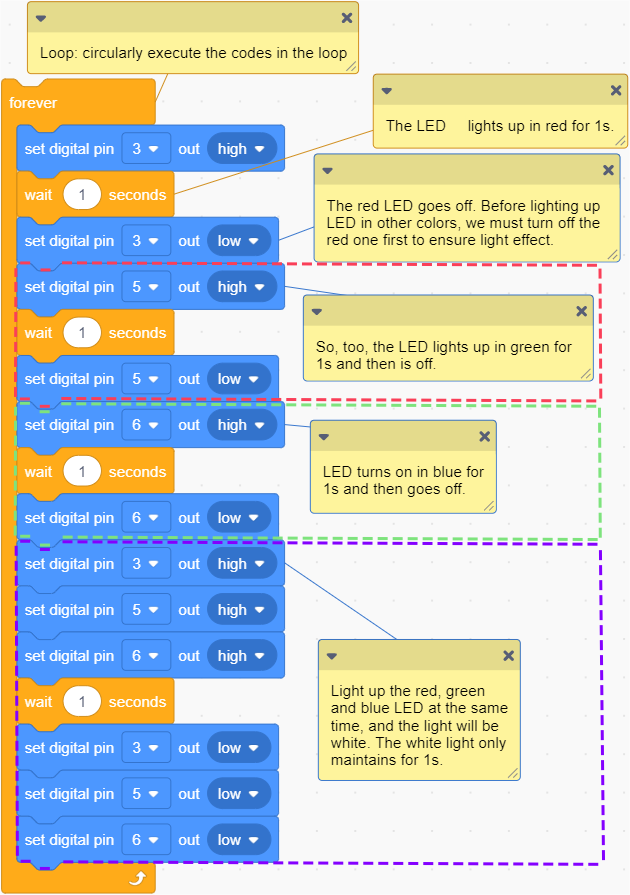 Loop: circularly execute the codes in the loop
forever
set digital pin 3 out high
The LED lights up in red for 1s.
wait 1 seconds
set digital pin 3 out low
The red LED goes off. Before lighting up
LED in other colors, we must turn off the
red one first to ensure light effect.
set digital pin 5 out high
wait 1 seconds
So, too, the LED lights up in green for
1s and then is off.
set digital pin 5 out low
set digital pin 6 out high
wait 1 seconds
LED turns on in blue for
1s and then goes off.
set digital pin 6 out low
set digital pin 3 out high
set digital pin 5 out high
set digital pin 6 out high
wait 1 seconds
Light up the red, green
and blue LED at the same
time, and the light will be
white. The white light only
maintains for 1s.
set digital pin 3 out low
set digital pin 5 out low
set digital pin 6 out low